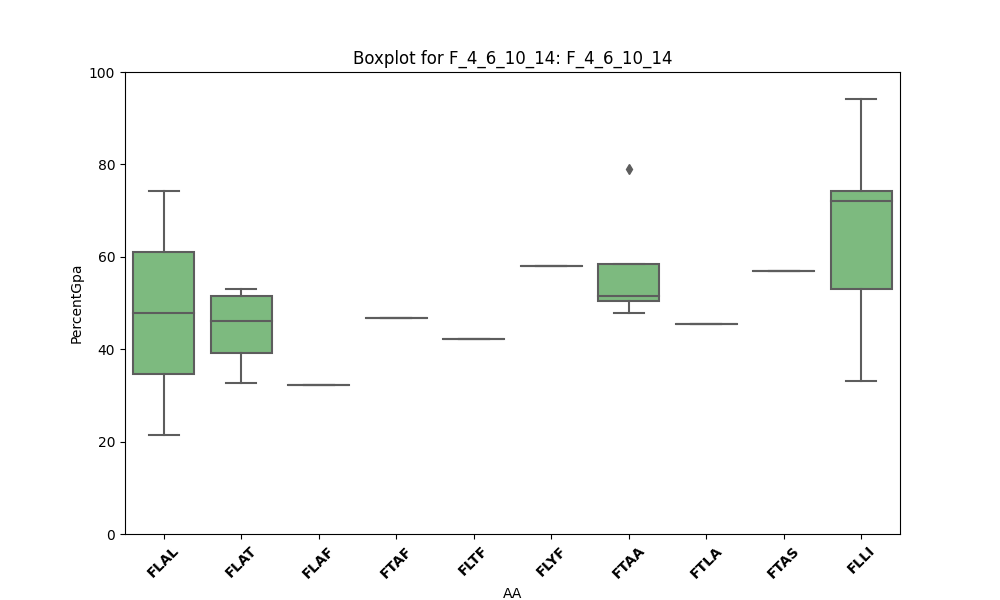 Boxplot for F_4_6_10_14: F_4_6_10_14
100
80
60
40
20
0
PercentGpa
FLAL
FLAT
FLAF
FTAF
FLTF
FLYF
FTAA
FTLA
FTAS
FLLI
AA